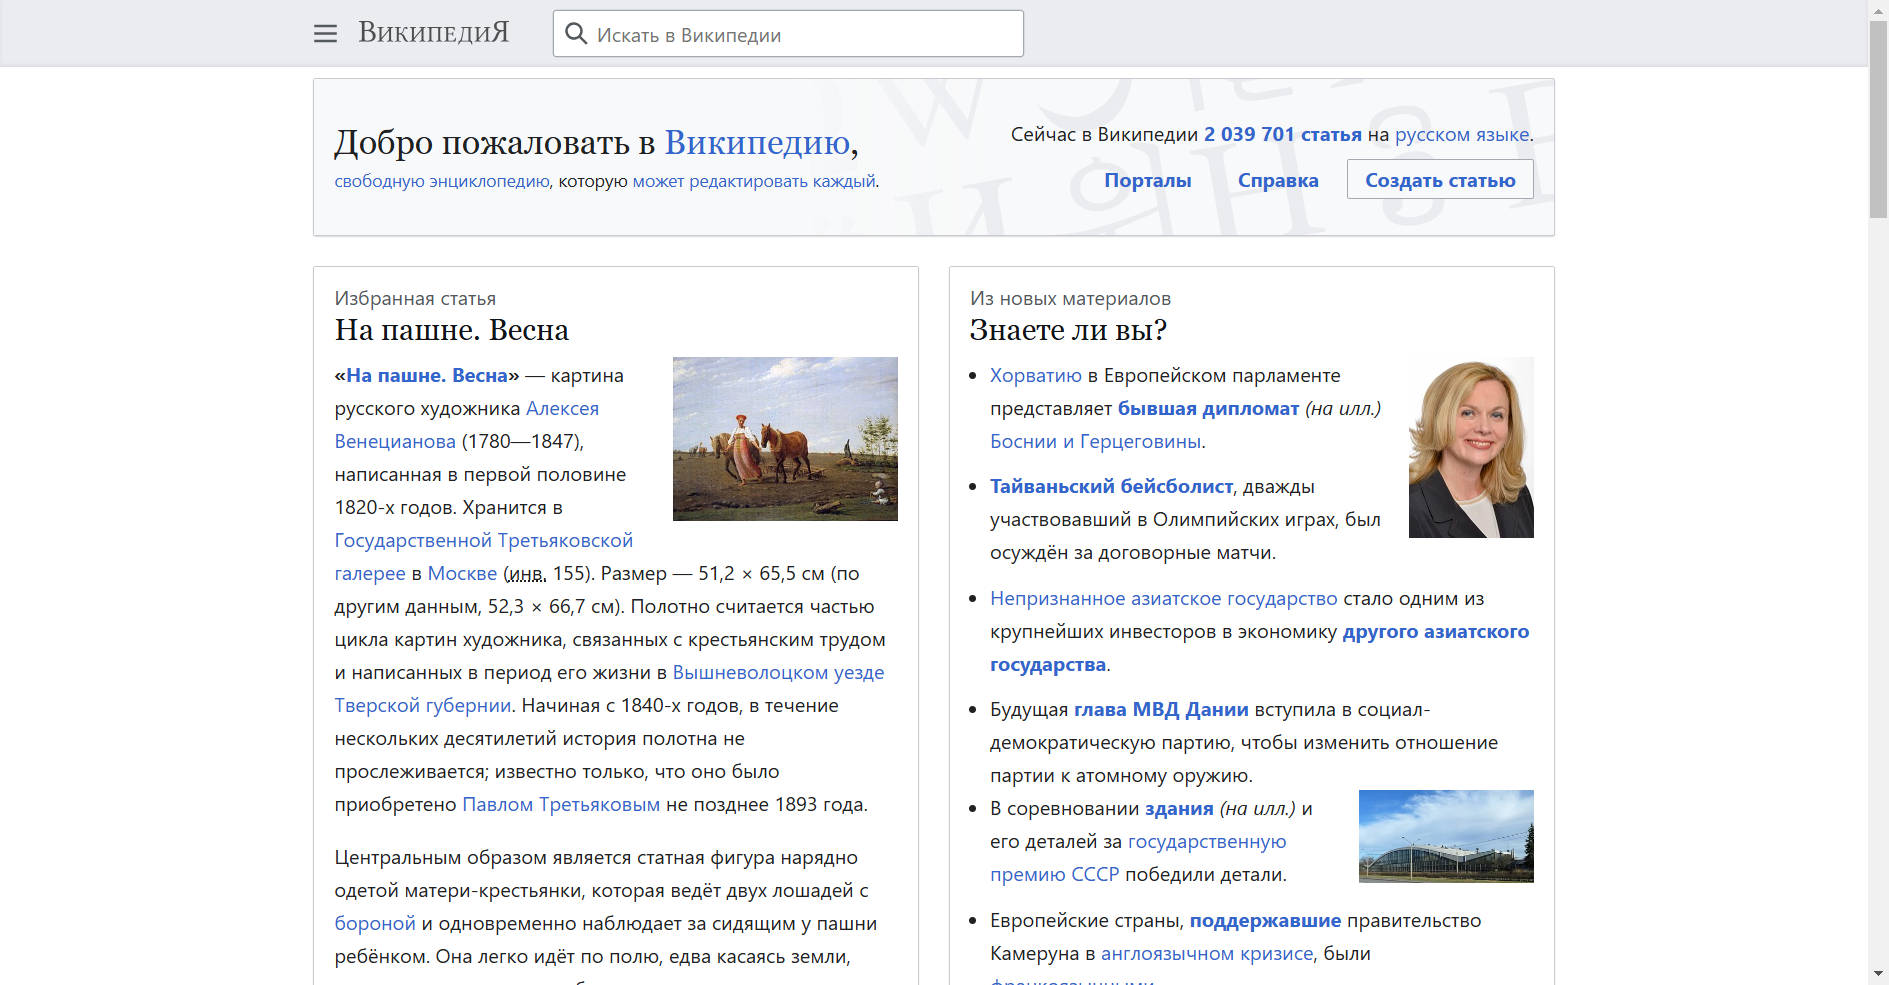 ВикипедиЯ
Искать в Википедии
Добро пожаловать в Википедию,
свободную энциклопедию, которую может редактировать каждый.
Сейчас в Википедии 2 039 701 статья на русском языке.
Порталы Справка Создать статью
Избранная статья
На пашне. Весна
«На пашне. Весна» — картина
русского художника Алексея
Венецианова (1780—1847),
написанная в первой половине
1820-х годов. Хранится в
Государственной Третьяковской
галерее в Москве (инв. 155). Размер — 51,2 × 65,5 см (по
другим данным, 52,3 × 66,7 см). Полотно считается частью
цикла картин художника, связанных с крестьянским трудом
и написанных в период его жизни в Вышневолоцком уезде
Тверской губернии. Начиная с 1840-х годов, в течение
нескольких десятилетий история полотна не
прослеживается; известно только, что оно было
приобретено Павлом Третьяковым не позднее 1893 года.
Центральным образом является статная фигура нарядно
одетой матери-крестьянки, которая ведёт двух лошадей с
бороной и одновременно наблюдает за сидящим у пашни
ребёнком. Она легко идёт по полю, едва касаясь земли,
Из новых материалов
Знаете ли вы?
Хорватию в Европейском парламенте
представляет бывшая дипломат (на илл.)
Боснии и Герцеговины.
Тайваньский бейсболист, дважды
участвовавший в Олимпийских играх, был
осуждён за договорные матчи.
Непризнанное азиатское государство стало одним из
крупнейших инвесторов в экономику другого азиатского
государства.
Будущая глава МВД Дании вступила в социал-
демократическую партию, чтобы изменить отношение
партии к атомному оружию.
В соревновании здания (на илл.) и
его деталей за государственную
премию СССР победили детали.
Европейские страны, поддержавшие правительство
Камеруна в англоязычном кризисе, были
франкоязычными